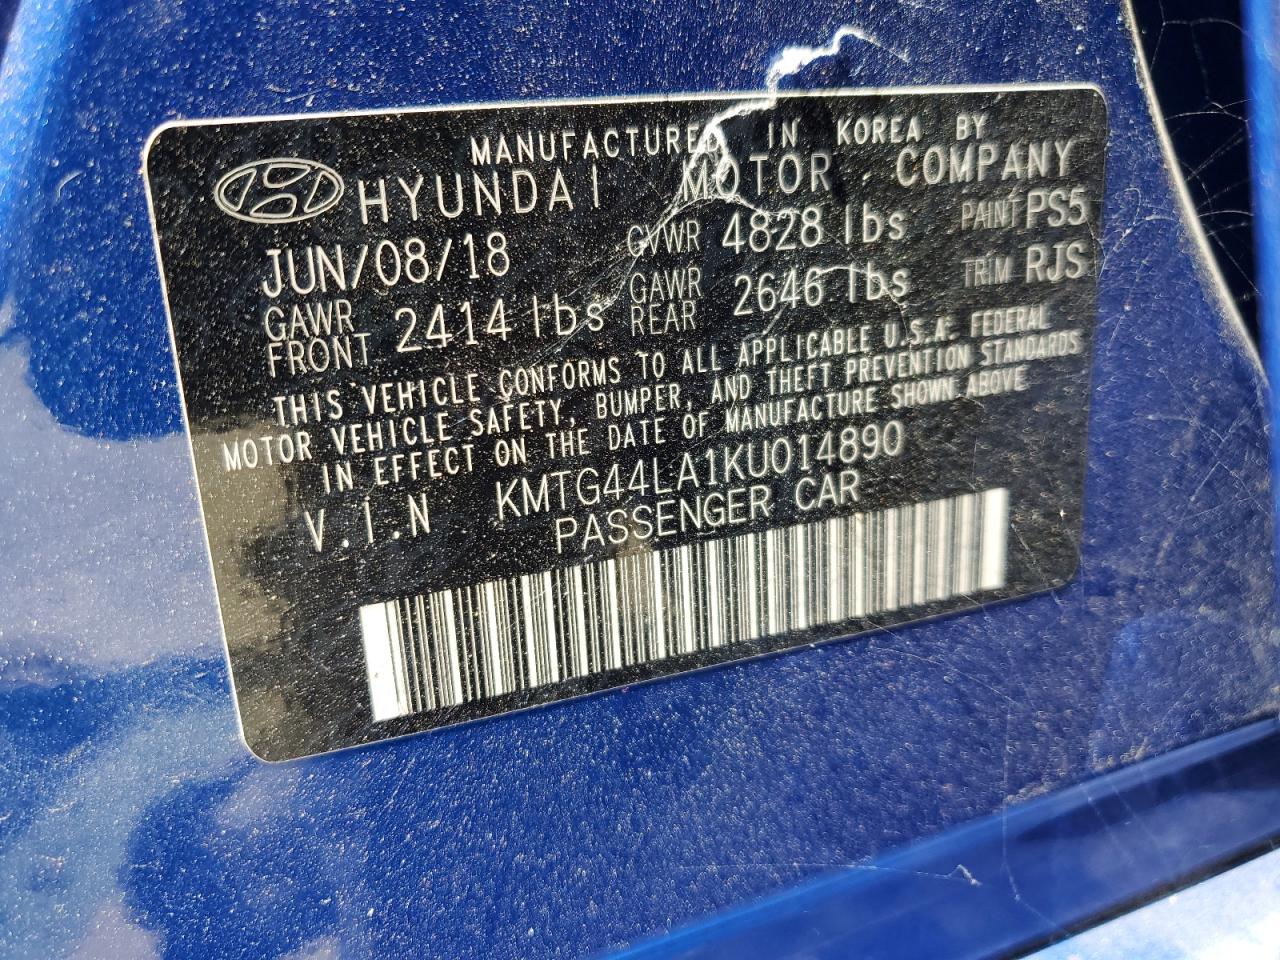 MANUFACTURED IN KOREA BY
HYUNDAI MOTOR COMPANY
JUN/08/18 GVWR 4828 lbs PAINT PS5
GAWR FRONT 2414 lbs GAWR REAR 2646 lbs TRIM RJS
THIS VEHICLE CONFORMS TO ALL APPLICABLE U.S.A. FEDERAL
MOTOR VEHICLE SAFETY, BUMPER, AND THEFT PREVENTION STANDARDS
IN EFFECT ON THE DATE OF MANUFACTURE SHOWN ABOVE
V.I.N KMTG44LA1KU014890
PASSENGER CAR